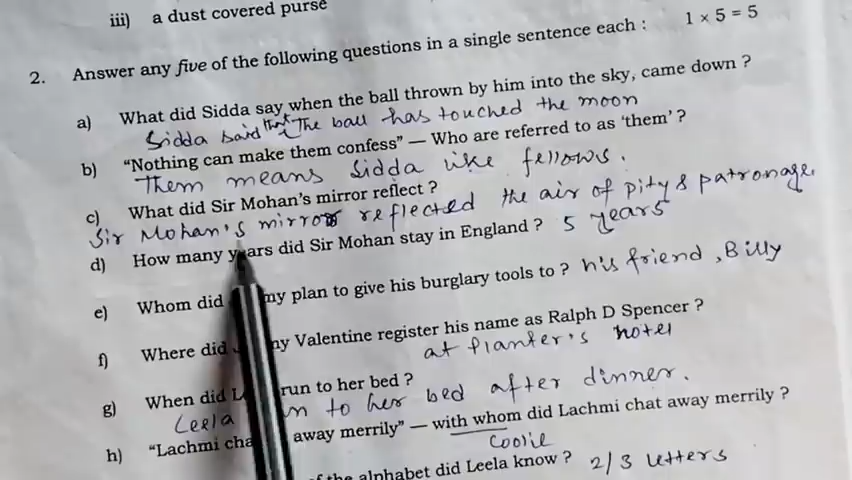 iii) a dust covered purse
2. Answer any five of the following questions in a single sentence each : 1 × 5 = 5
a) What did Sidda say when the ball thrown by him into the sky, came down ?
Sidda said that The ball has touched the moon
b) “Nothing can make them confess” — Who are referred to as ‘them’ ?
Them means Sidda like fellows.
c) What did Sir Mohan’s mirror reflect ?
Sir Mohan's mirror reflected the air of pity & patronage.
d) How many years did Sir Mohan stay in England ? 5 years
e) Whom did my plan to give his burglary tools to ? his friend, Billy
f) Where did ny Valentine register his name as Ralph D Spencer ?
at Planter's hotel
g) When did L run to her bed ?
Leela n to her bed after dinner.
h) “Lachmi cha away merrily” — with whom did Lachmi chat away merrily ?
Coolie
of the alphabet did Leela know ? 2/3 letters